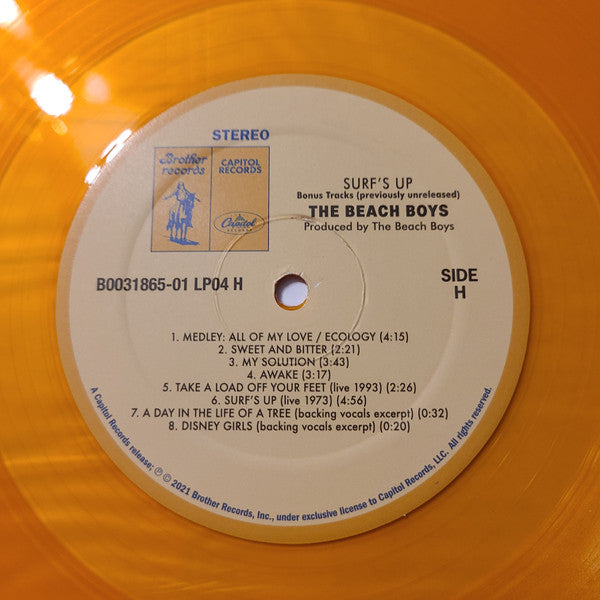 STEREO
Brother
records
CAPITOL
RECORDS
Capitol
RECORDS
SURF'S UP
Bonus Tracks (previously unreleased)
THE BEACH BOYS
Produced by The Beach Boys
B0031865-01 LP04 H
SIDE
H
1. MEDLEY: ALL OF MY LOVE / ECOLOGY (4:15)
2. SWEET AND BITTER (2:21)
3. MY SOLUTION (3:43)
4. AWAKE (3:17)
5. TAKE A LOAD OFF YOUR FEET (live 1993) (2:26)
6. SURF'S UP (live 1973) (4:56)
7. A DAY IN THE LIFE OF A TREE (backing vocals excerpt) (0:32)
8. DISNEY GIRLS (backing vocals excerpt) (0:20)
A Capitol Records release; ℗ © 2021 Brother Records, Inc., under exclusive license to Capitol Records, LLC. All rights reserved.